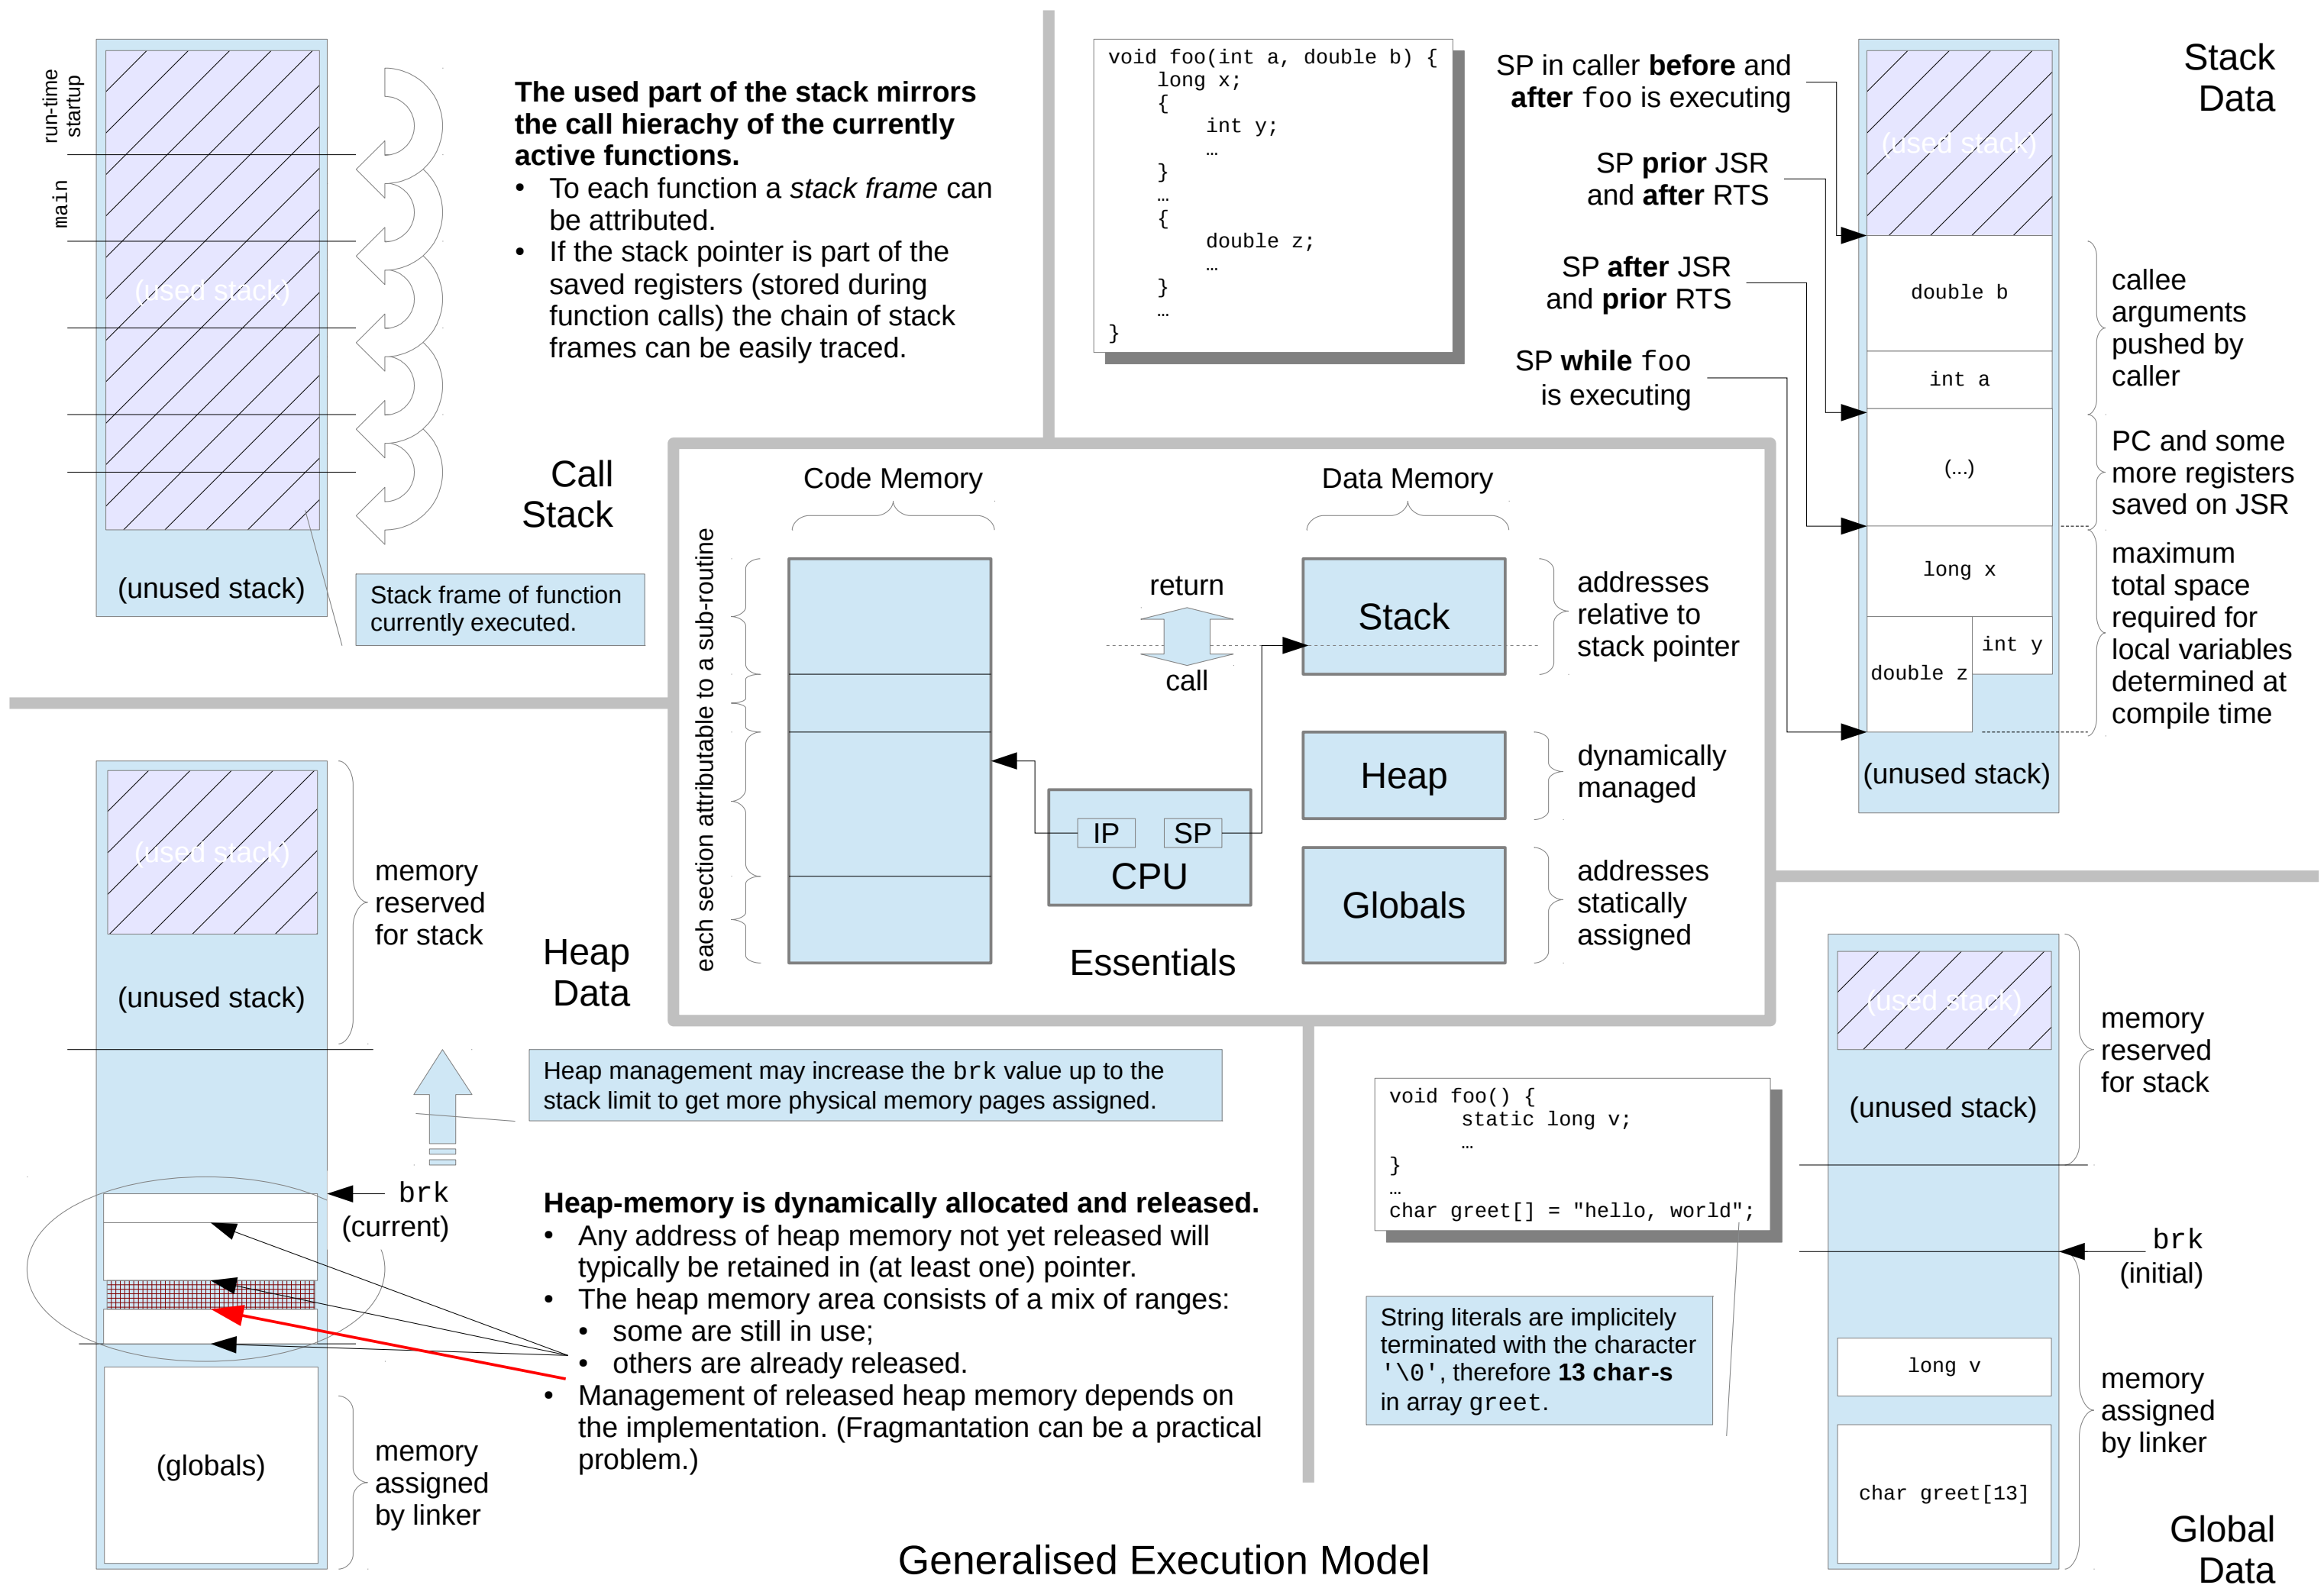 run-time
startup
main
(used stack)
(unused stack)
The used part of the stack mirrors
the call hierachy of the currently
active functions.
• To each function a stack frame can
be attributed.
• If the stack pointer is part of the
saved registers (stored during
function calls) the chain of stack
frames can be easily traced.
Call
Stack
Stack frame of function
currently executed.
void foo(int a, double b) {
long x;
{
int y;
…
}
…
{
double z;
…
}
…
}
SP in caller before and
after foo is executing
SP prior JSR
and after RTS
SP after JSR
and prior RTS
SP while foo
is executing
Stack
Data
(used stack)
double b
int a
(...)
long x
int y
double z
(unused stack)
callee
arguments
pushed by
caller
PC and some
more registers
saved on JSR
maximum
total space
required for
local variables
determined at
compile time
Code Memory
Data Memory
each section attributable to a sub-routine
return
call
Stack
addresses
relative to
stack pointer
Heap
dynamically
managed
IP
SP
CPU
Globals
addresses
statically
assigned
Essentials
(used stack)
memory
reserved
for stack
(unused stack)
Heap
Data
Heap management may increase the brk value up to the
stack limit to get more physical memory pages assigned.
brk
(current)
Heap-memory is dynamically allocated and released.
• Any address of heap memory not yet released will
typically be retained in (at least one) pointer.
• The heap memory area consists of a mix of ranges:
• some are still in use;
• others are already released.
• Management of released heap memory depends on
the implementation. (Fragmantation can be a practical
problem.)
(globals)
memory
assigned
by linker
void foo() {
static long v;
…
}
…
char greet[] = "hello, world";
String literals are implicitely
terminated with the character
'\0', therefore 13 char-s
in array greet.
(used stack)
(unused stack)
memory
reserved
for stack
brk
(initial)
long v
char greet[13]
memory
assigned
by linker
Global
Data
Generalised Execution Model